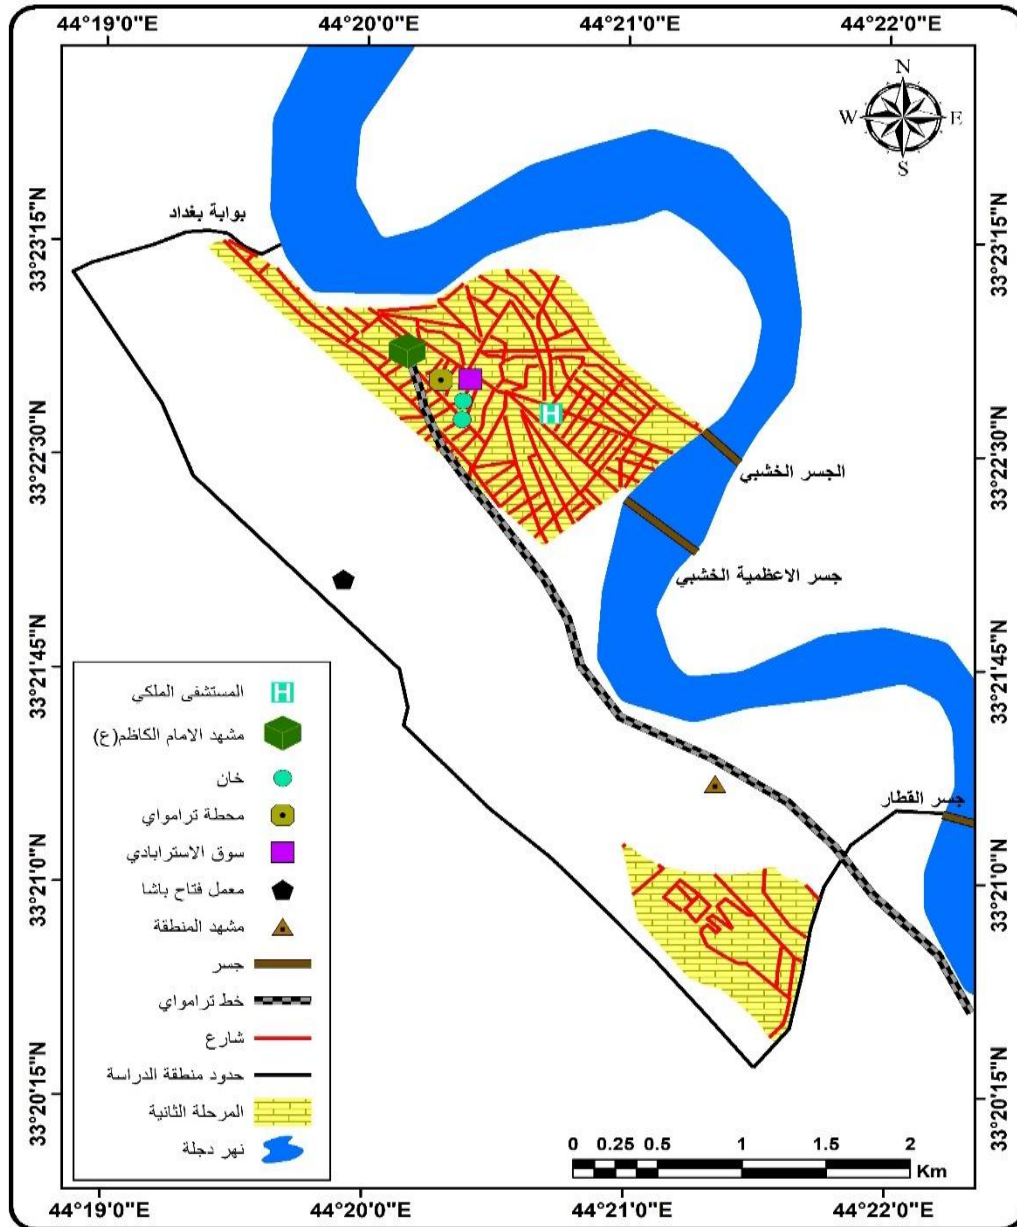 44°19'0"E 44°20'0"E 44°21'0"E 44°22'0"E
N
W E
S
33°23'15"N
33°23'15"N
بوابة بغداد
33°22'30"N
33°22'30"N
الجسر الخشبي
جسر الاعظمية الخشبي
33°21'45"N
33°21'45"N
H
H المستشفى الملكي
مشهد الامام الكاظم(ع)
خان
محطة ترامواي
سوق الاسترابادي
معمل فتاح باشا
مشهد المنطقة
جسر
خط ترامواي
شارع
حدود منطقة الدراسة
المرحلة الثانية
نهر دجلة
جسر القطار
33°21'0"N
33°21'0"N
33°20'15"N
33°20'15"N
0 0.25 0.5 1 1.5 2
Km
44°19'0"E 44°20'0"E 44°21'0"E 44°22'0"E